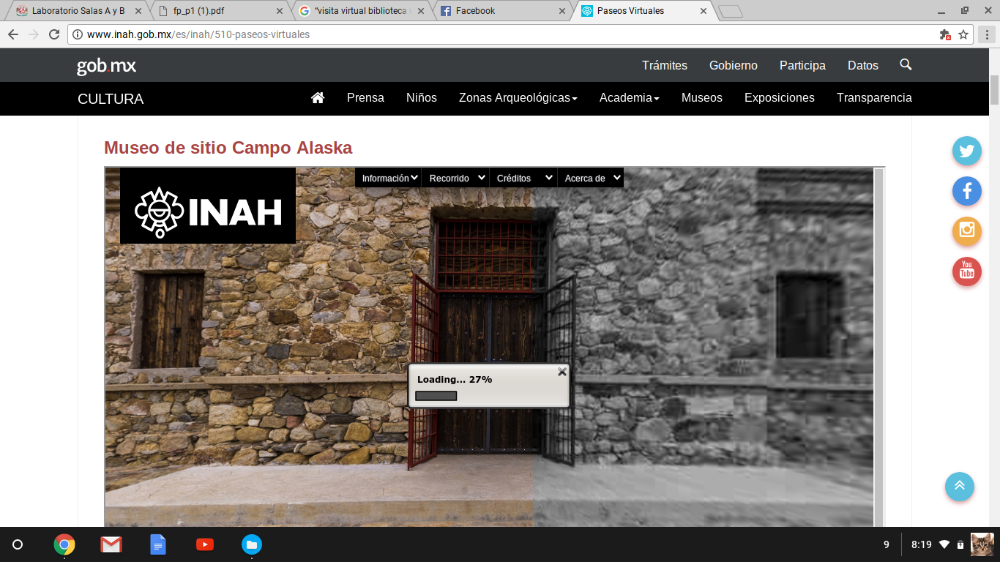 Laboratorio Salas A y B
fp_p1 (1).pdf
"visita virtual biblioteca
Facebook
Paseos Virtuales
www.inah.gob.mx/es/inah/510-paseos-virtuales
gob.mx
Trámites Gobierno Participa Datos
CULTURA
Prensa Niños Zonas Arqueológicas Academia Museos Exposiciones Transparencia
Museo de sitio Campo Alaska
Información Recorrido Créditos Acerca de
INAH
You
Tube
Loading... 27%
9 8:19